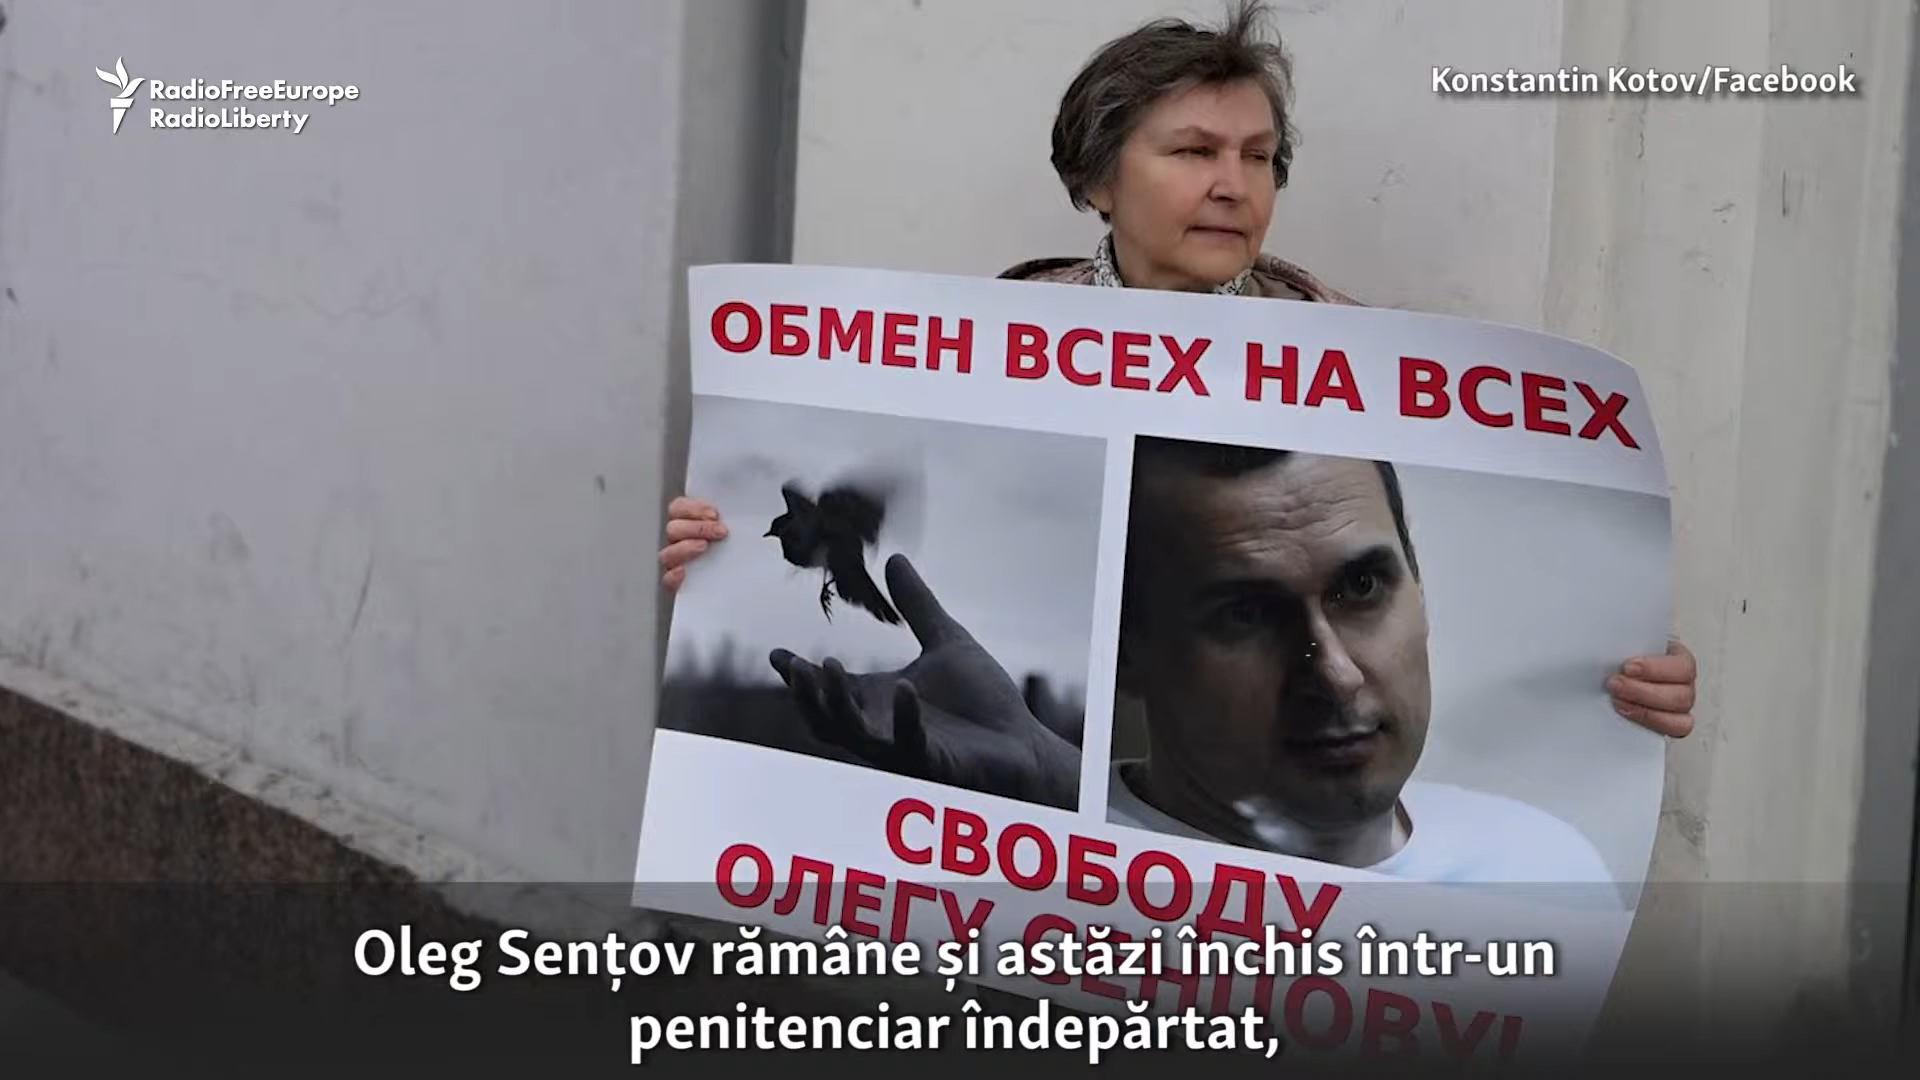 RadioFreeEurope
RadioLiberty
Konstantin Kotov/Facebook
ОБМЕН ВСЕХ НА ВСЕХ
СВОБОДУ
ОЛЕГУ СЕНЦОВУ!
Oleg Sențov rămâne și astăzi închis într-un
penitenciar îndepărtat,